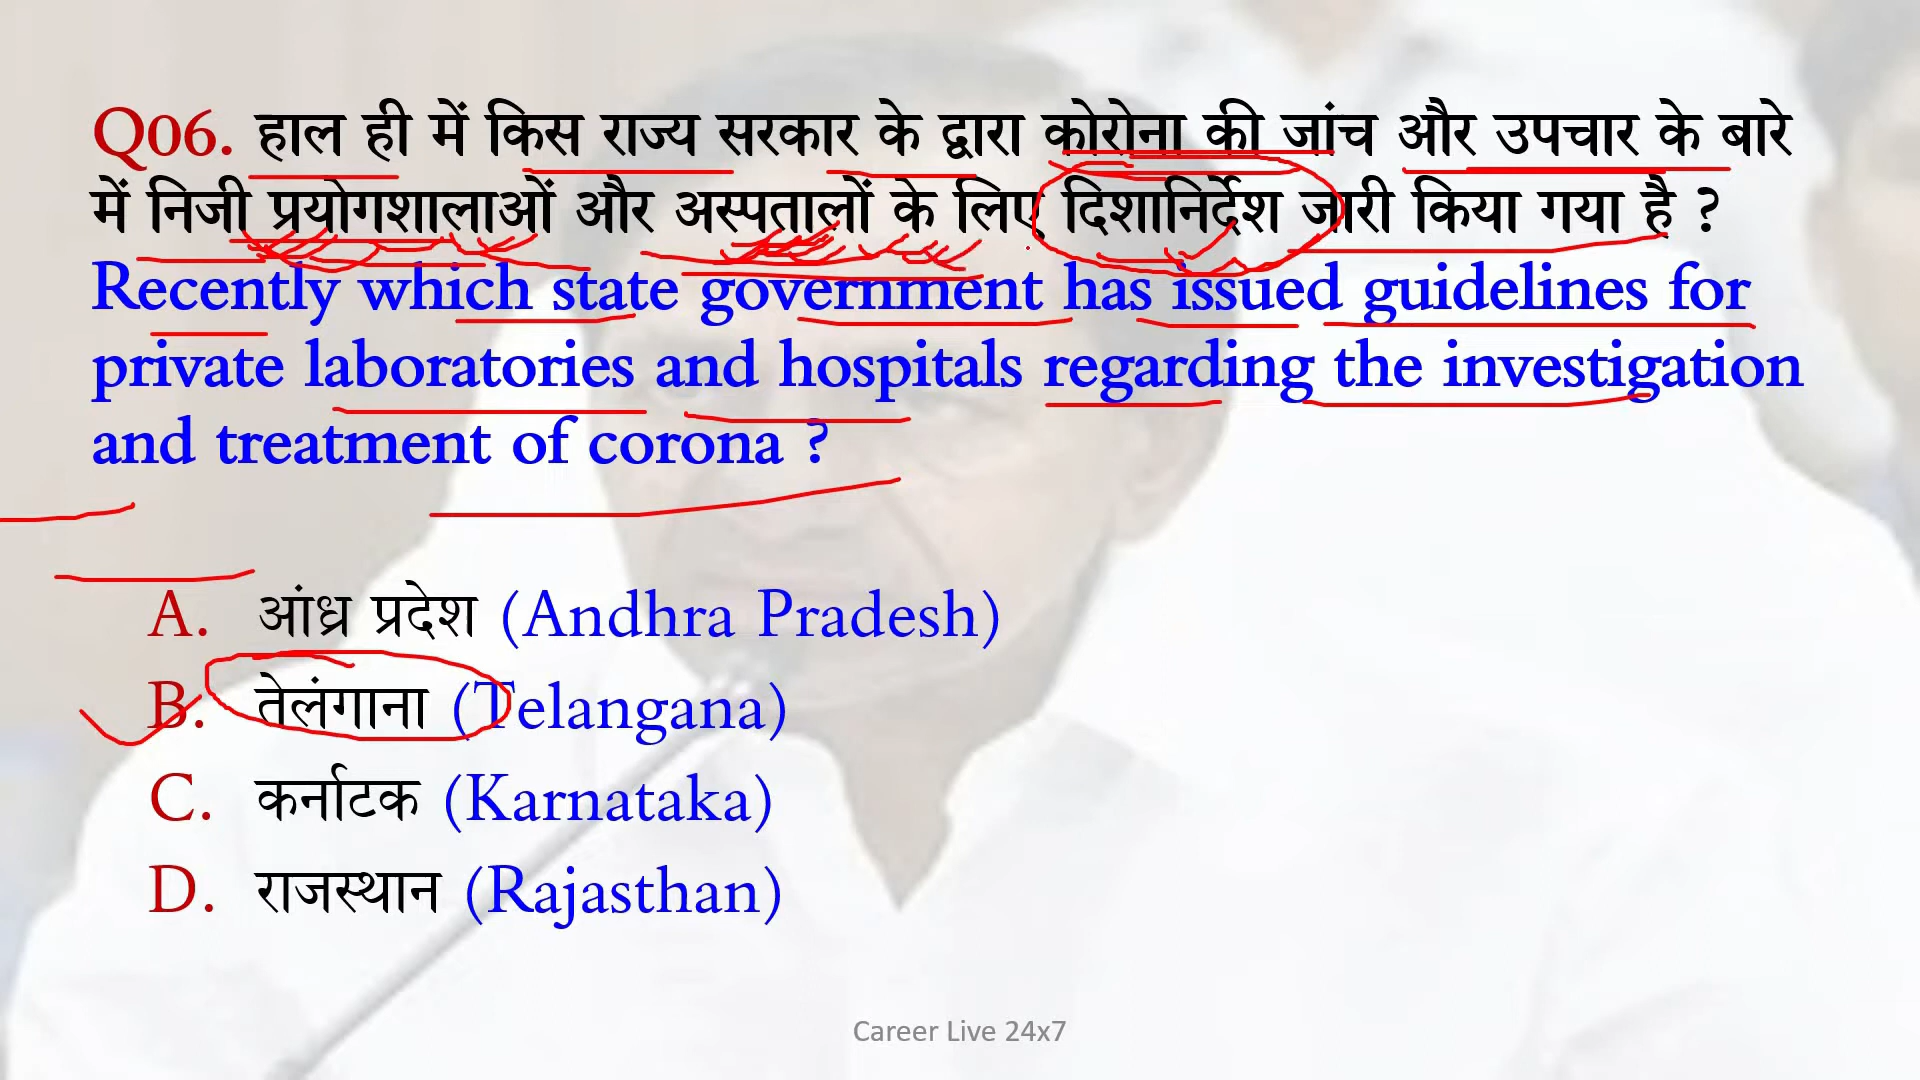 Q06. हाल ही में किस राज्य सरकार के द्वारा कोरोना की जांच और उपचार के बारे
में निजी प्रयोगशालाओं और अस्पतालों के लिए दिशानिर्देश जारी किया गया है ?
Recently which state government has issued guidelines for
private laboratories and hospitals regarding the investigation
and treatment of corona ?
A. आंध्र प्रदेश (Andhra Pradesh)
B. तेलंगाना (Telangana)
C. कर्नाटक (Karnataka)
D. राजस्थान (Rajasthan)
Career Live 24x7